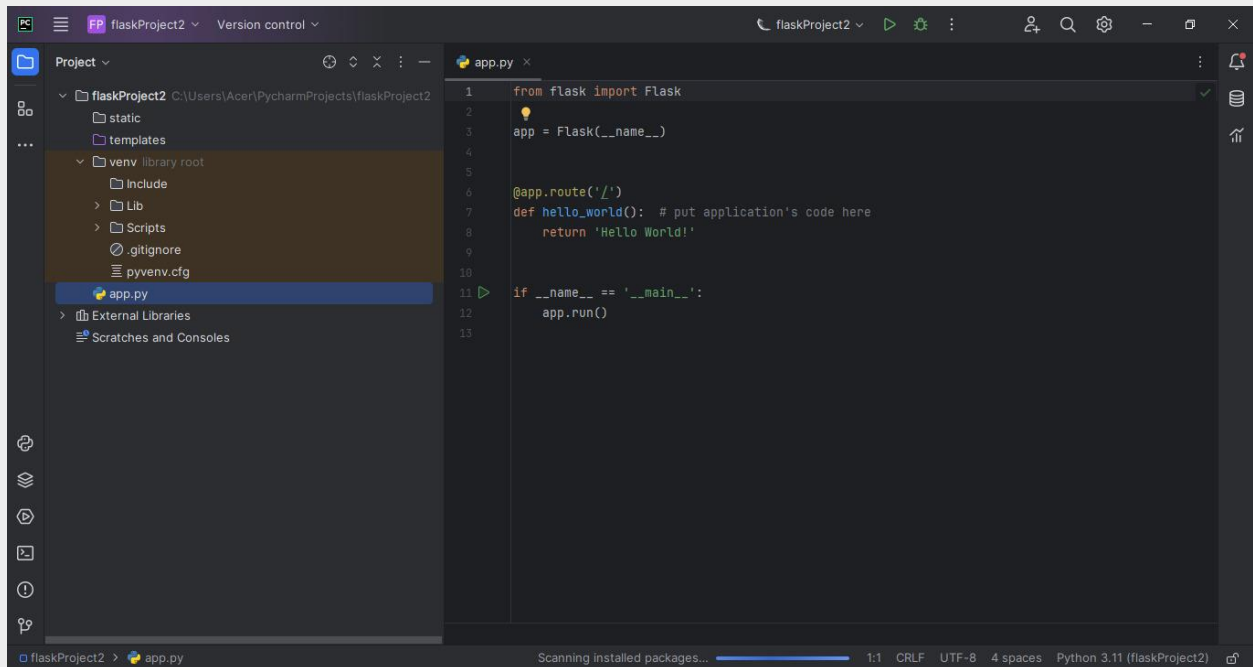 PC
FP flaskProject2 Version control
flaskProject2
Project
flaskProject2 C:\Users\Acer\PycharmProjects\flaskProject2
static
templates
venv library root
Include
Lib
Scripts
.gitignore
pyvenv.cfg
app.py
External Libraries
Scratches and Consoles
app.py
1 from flask import Flask
2
3 app = Flask(__name__)
4
5
6 @app.route('/')
7 def hello_world():  # put application's code here
8     return 'Hello World!'
9
10
11 if __name__ == '__main__':
12     app.run()
13
flaskProject2 > app.py
Scanning installed packages... 1:1 CRLF UTF-8 4 spaces Python 3.11 (flaskProject2)